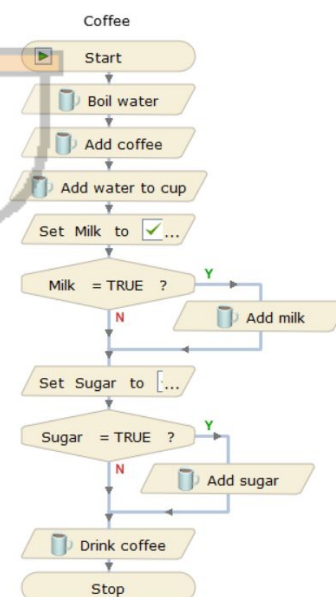 Coffee
Start
Boil water
Add coffee
Add water to cup
Set Milk to ...
Milk = TRUE ?
Y
N
Add milk
Set Sugar to [...
Sugar = TRUE ?
Y
N
Add sugar
Drink coffee
Stop